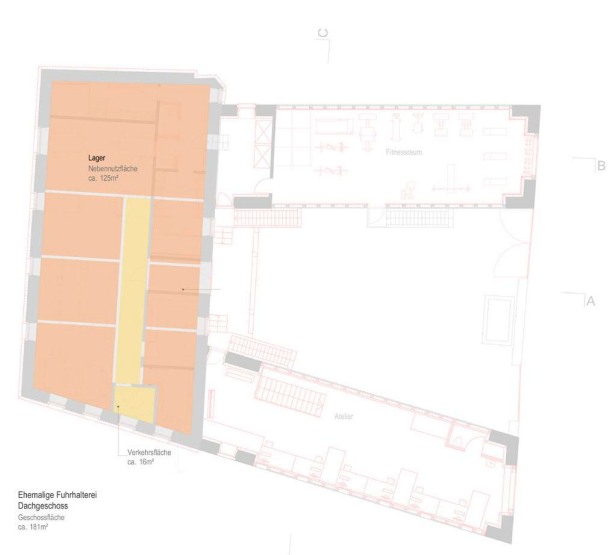 C
Lager
Nebennutzfläche
ca. 125m²
Fitnessraum
B
A
Atelier
Verkehrsfläche
ca. 16m²
Ehemalige Fuhrhalterei
Dachgeschoss
Geschossfläche
ca. 181m²